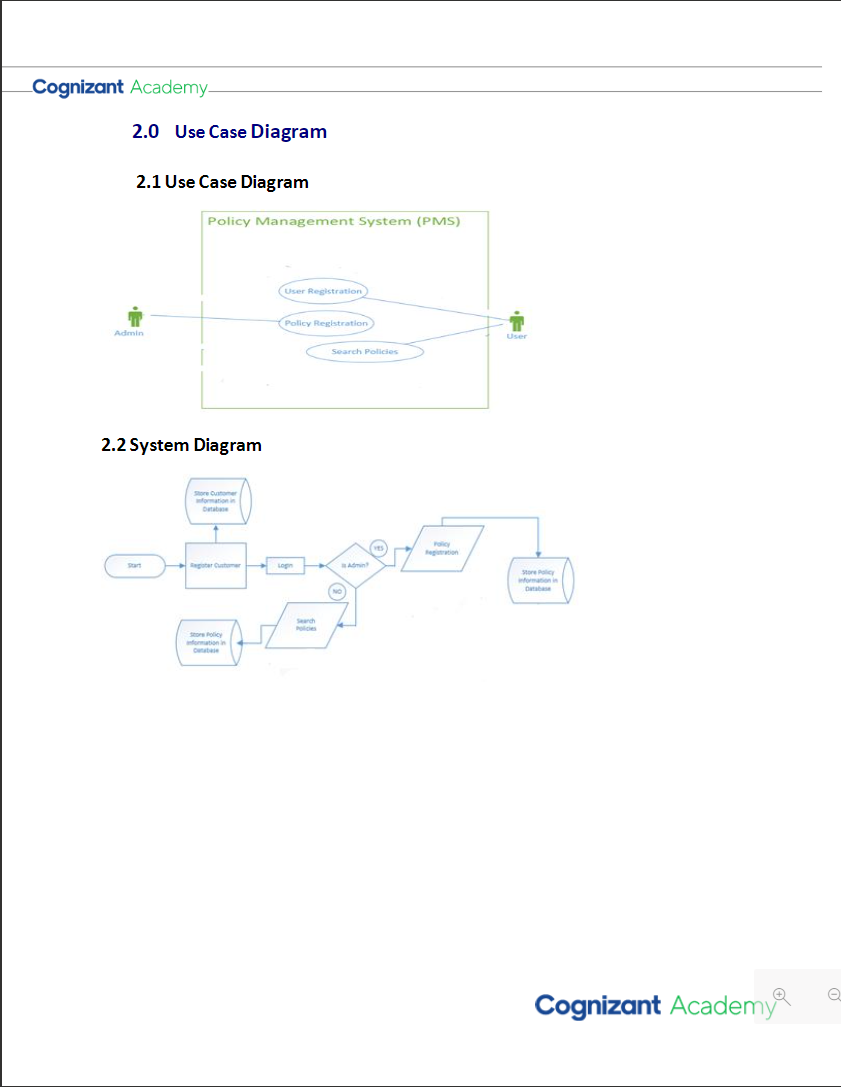 Cognizant Academy
2.0 Use Case Diagram
2.1 Use Case Diagram
Policy Management System (PMS)
User Registration
Policy Registration
Search Policies
Admin
User
2.2 System Diagram
Store Customer
Information in
Database
Start
Register Customer
Login
Is Admin?
YES
NO
Policy
Registration
Store Policy
Information in
Database
Search
Policies
Store Policy
Information in
Database
Cognizant Academy